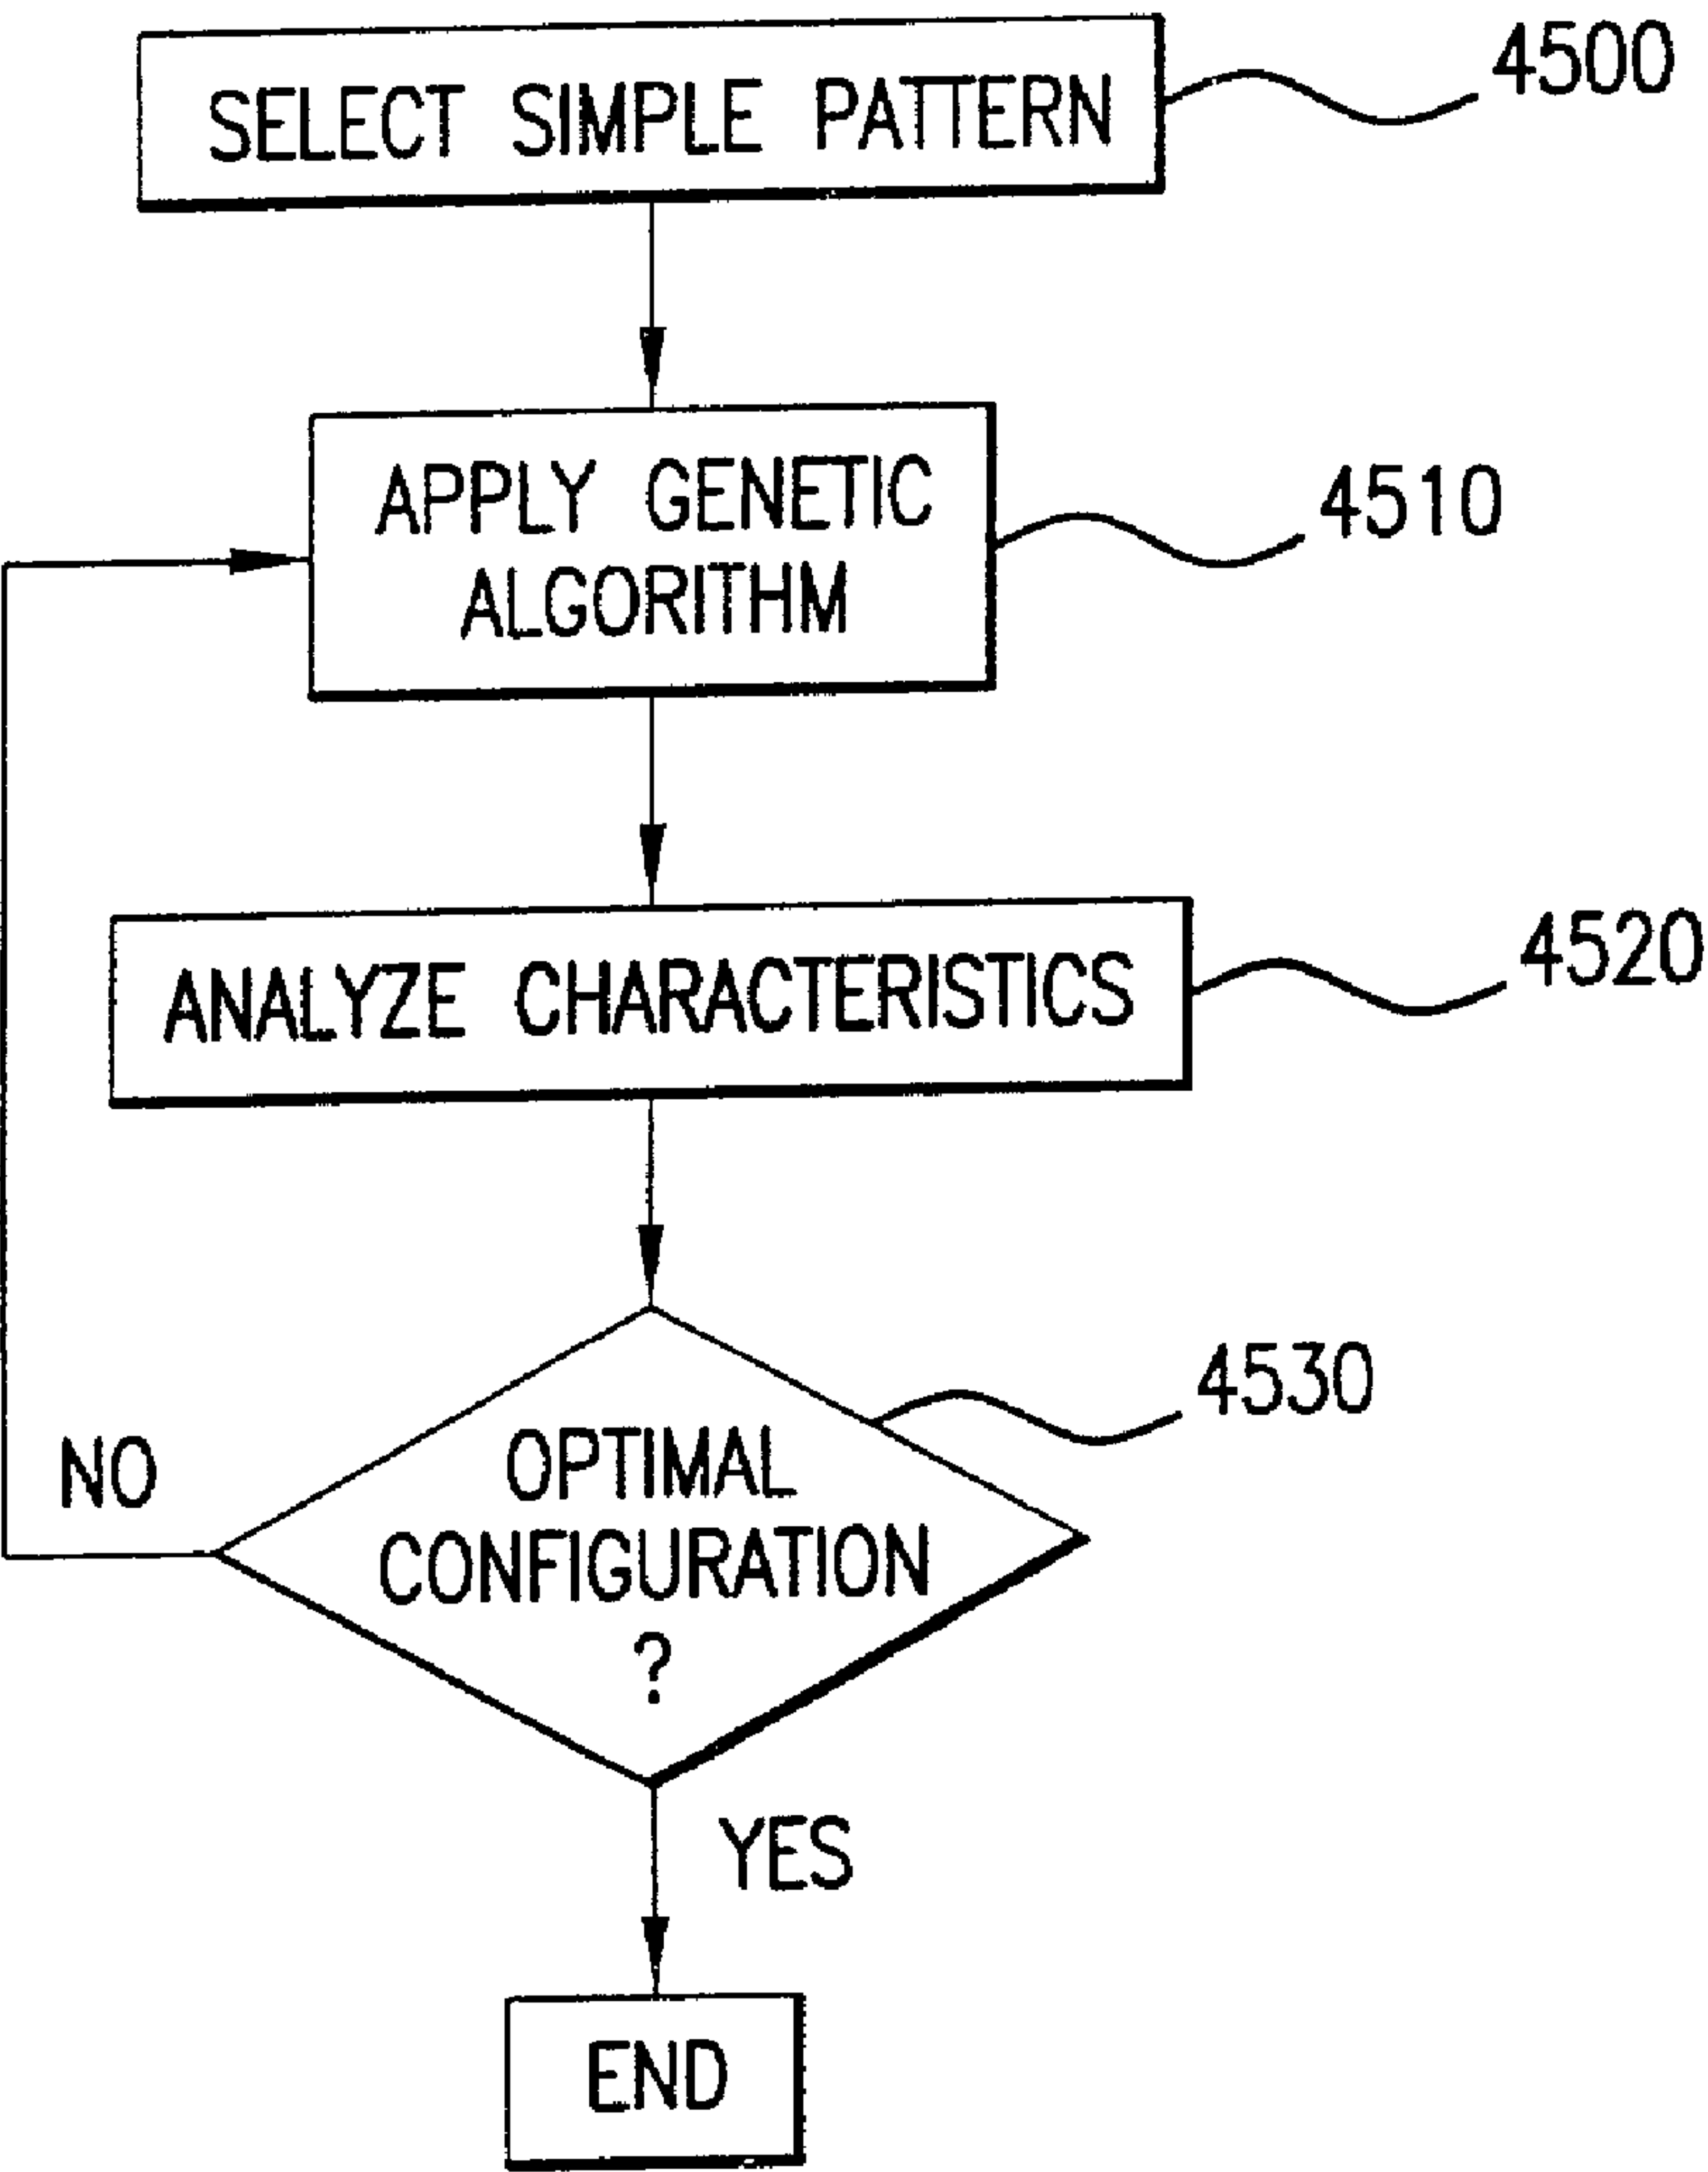 SELECT SIMPLE PATTERN
4500
APPLY GENETIC
ALGORITHM
4510
ANALYZE CHARACTERISTICS
4520
4530
OPTIMAL
CONFIGURATION
?
NO
YES
END